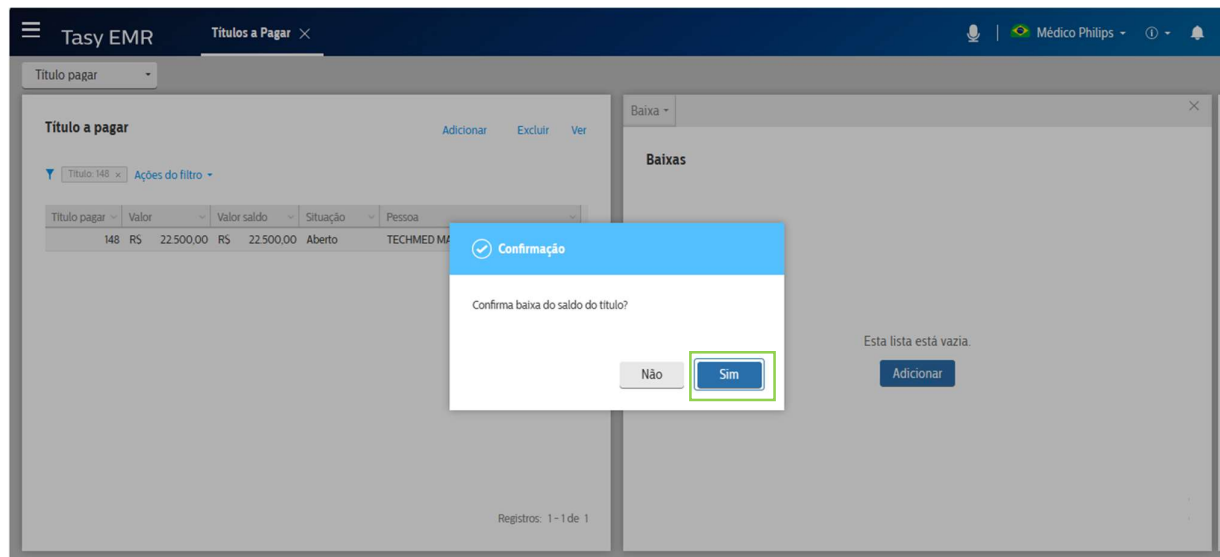 Tasy EMR
Títulos a Pagar
Médico Philips
Título pagar
Título a pagar
Adicionar Excluir Ver
Título: 148 × Ações do filtro
Título pagar Valor Valor saldo Situação Pessoa
148 R$ 22.500,00 R$ 22.500,00 Aberto TECHMED MA
Baixa
Baixas
Confirmação
Confirma baixa do saldo do título?
Não Sim
Esta lista está vazia.
Adicionar
Registros: 1 - 1 de 1